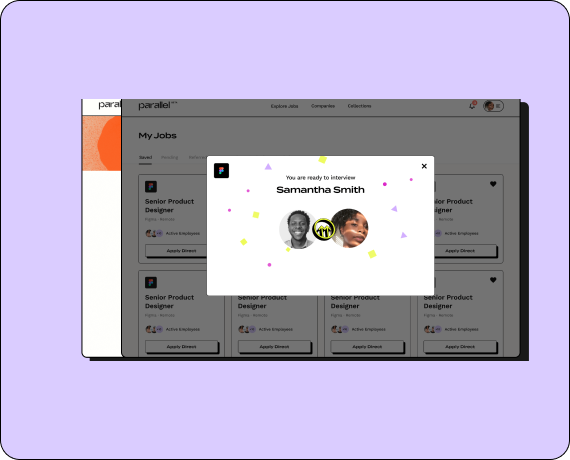 paral
parallel
Explore Jobs
Companies
Collections
My Jobs
Saved
Pending
You are ready to interview
Samantha Smith
Senior Product
Designer
Figma · Remote
Active Employees
Apply Direct
Senior Product
Designer
Apply Direct
Senior Product
Designer
Figma · Remote
Active Employees
Apply Direct
Senior Product
Designer
Figma · Remote
Active Employees
Apply Direct
Senior Product
Designer
Figma · Remote
Active Employees
Apply Direct
Senior Product
Designer
Figma · Remote
Active Employees
Apply Direct